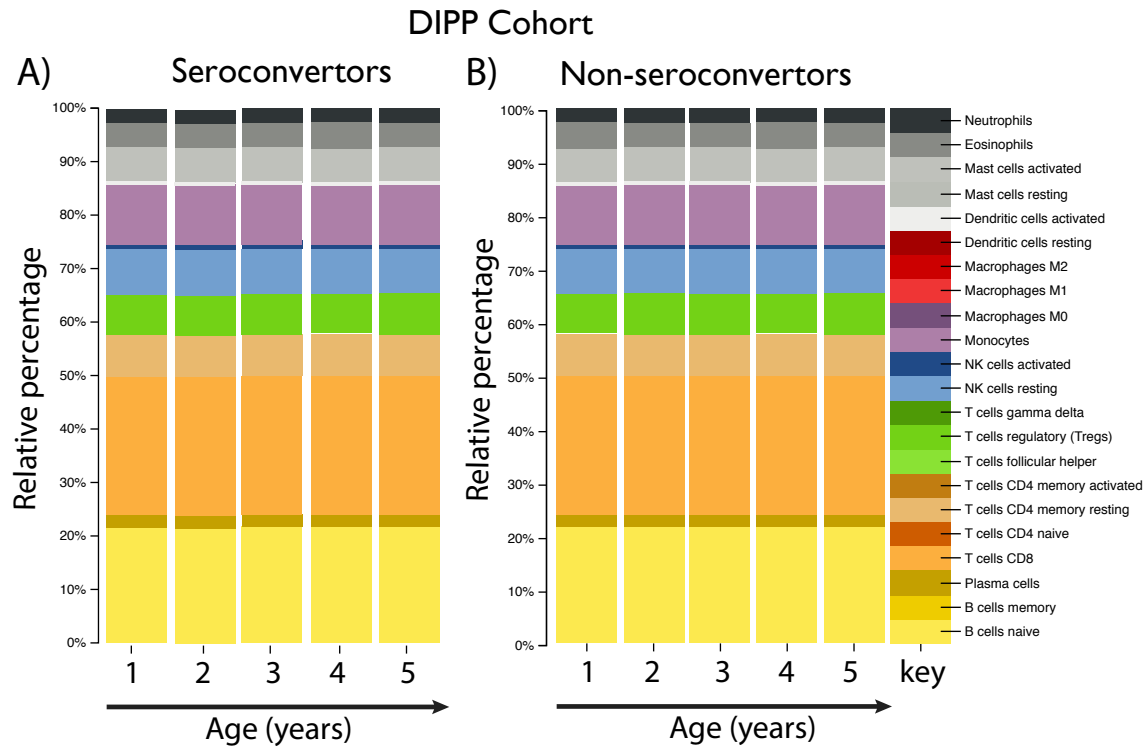 DIPP Cohort
A)
Seroconvertors
B)
Non-seroconvertors
Relative percentage
100%
90%
80%
70%
60%
50%
40%
30%
20%
10%
0%
1 2 3 4 5
Age (years)
Relative percentage
100%
90%
80%
70%
60%
50%
40%
30%
20%
10%
0%
1 2 3 4 5 key
Age (years)
Neutrophils
Eosinophils
Mast cells activated
Mast cells resting
Dendritic cells activated
Dendritic cells resting
Macrophages M2
Macrophages M1
Macrophages M0
Monocytes
NK cells activated
NK cells resting
T cells gamma delta
T cells regulatory (Tregs)
T cells follicular helper
T cells CD4 memory activated
T cells CD4 memory resting
T cells CD4 naive
T cells CD8
Plasma cells
B cells memory
B cells naive